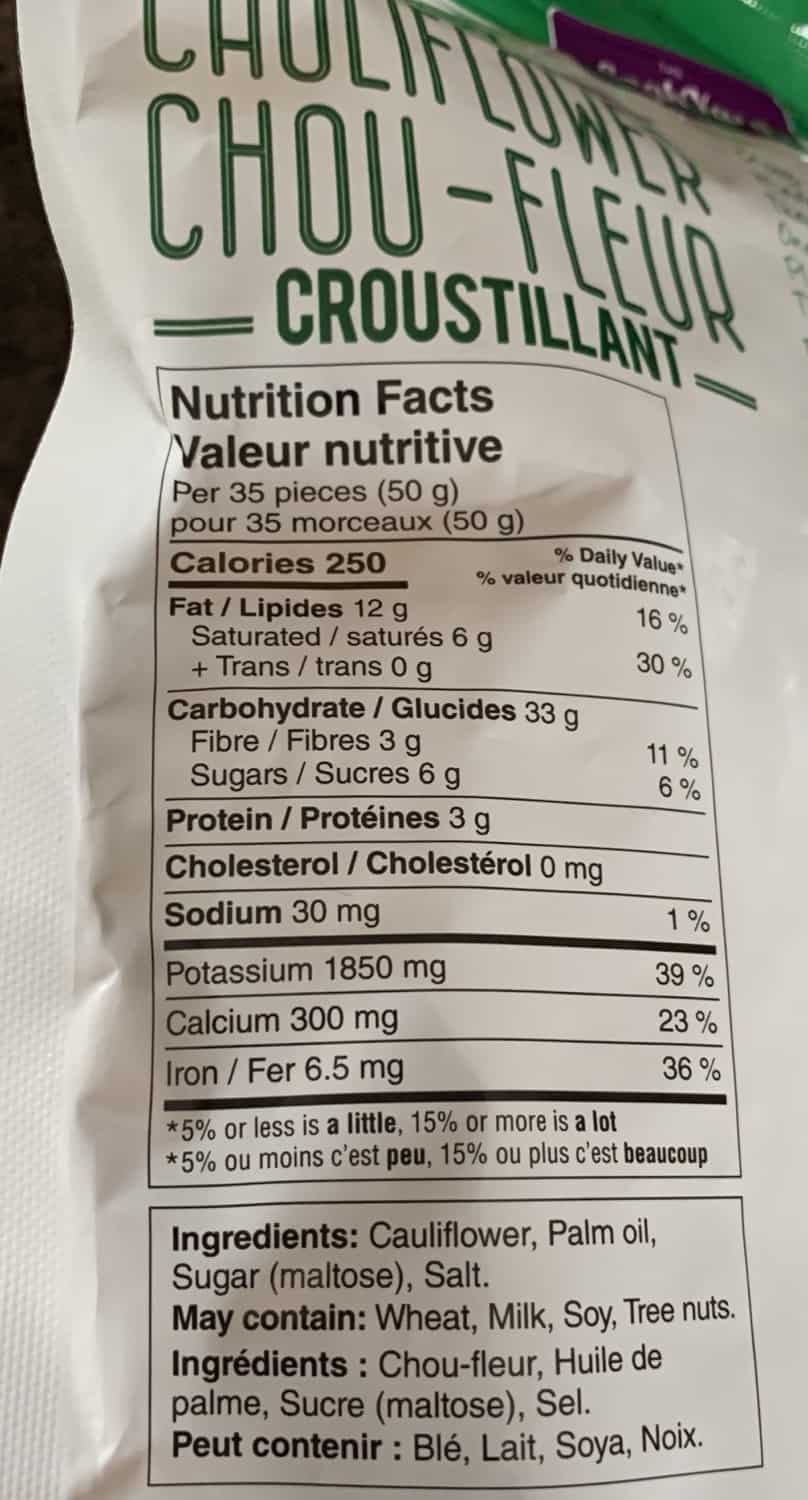 CAULIFLOWER
CHOU-FLEUR
CROUSTILLANT
Nutrition Facts
Valeur nutritive
Per 35 pieces (50 g)
pour 35 morceaux (50 g)
Calories 250
% Daily Value*
% valeur quotidienne*
Fat / Lipides 12 g 16 %
Saturated / saturés 6 g
+ Trans / trans 0 g 30 %
Carbohydrate / Glucides 33 g
Fibre / Fibres 3 g 11 %
Sugars / Sucres 6 g 6 %
Protein / Protéines 3 g
Cholesterol / Cholestérol 0 mg
Sodium 30 mg 1 %
Potassium 1850 mg 39 %
Calcium 300 mg 23 %
Iron / Fer 6.5 mg 36 %
*5% or less is a little, 15% or more is a lot
*5% ou moins c'est peu, 15% ou plus c'est beaucoup
Ingredients: Cauliflower, Palm oil,
Sugar (maltose), Salt.
May contain: Wheat, Milk, Soy, Tree nuts.
Ingrédients : Chou-fleur, Huile de
palme, Sucre (maltose), Sel.
Peut contenir : Blé, Lait, Soya, Noix.